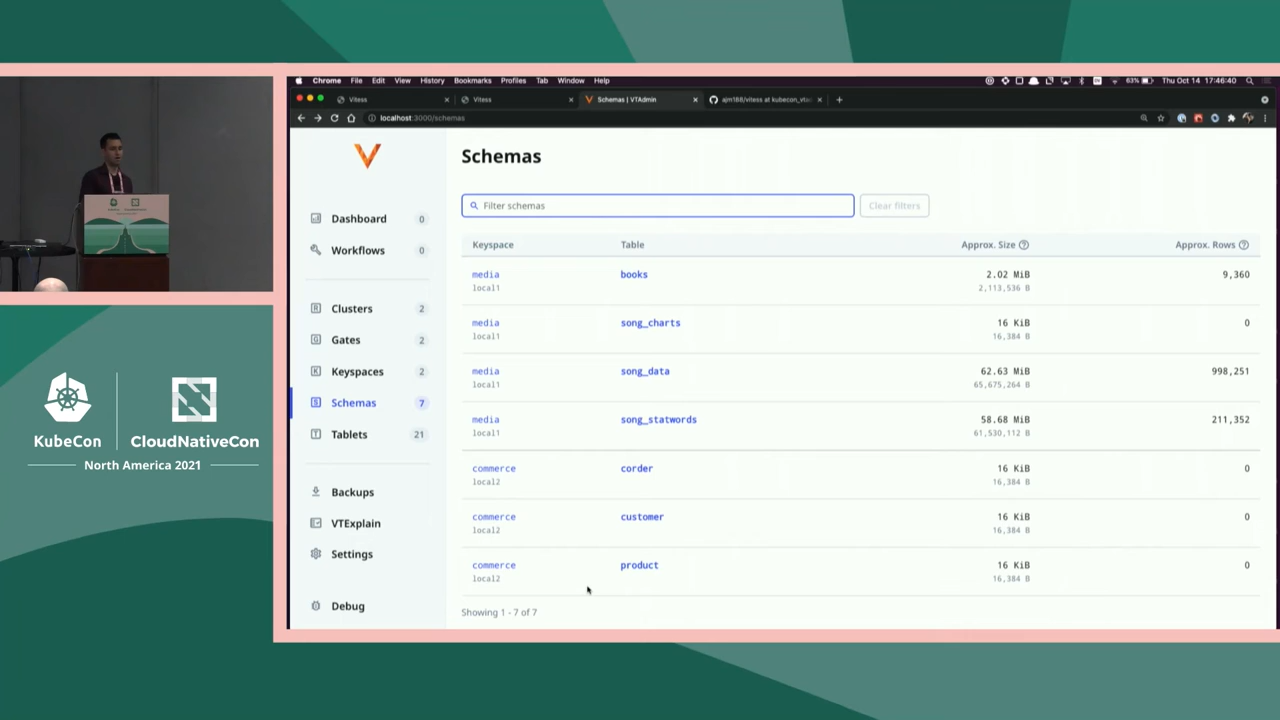 Chrome File Edit View History Bookmarks Profiles Tab Window Help
63% Thu Oct 14 17:46:40
Vitess
Vitess
Schemas | VTAdmin
localhost:3000/schemas
Schemas
Filter schemas
Clear filters
Dashboard 0
Workflows 0
Clusters 2
Gates 2
Keyspaces 2
Schemas 7
Tablets 21
Backups
VTExplain
Settings
Debug
Keyspace Table Approx. Size Approx. Rows
media books 2.02 MiB 9,360
local1 2,113,536 B
media song_charts 16 KiB 0
local1 16,384 B
media song_data 62.63 MiB 998,251
local1 65,675,264 B
media song_statwords 58.68 MiB 211,352
local1 61,530,112 B
commerce corder 16 KiB 0
local2 16,384 B
commerce customer 16 KiB 0
local2 16,384 B
commerce product 16 KiB 0
local2 16,384 B
Showing 1 - 7 of 7
KubeCon
CloudNativeCon
North America 2021